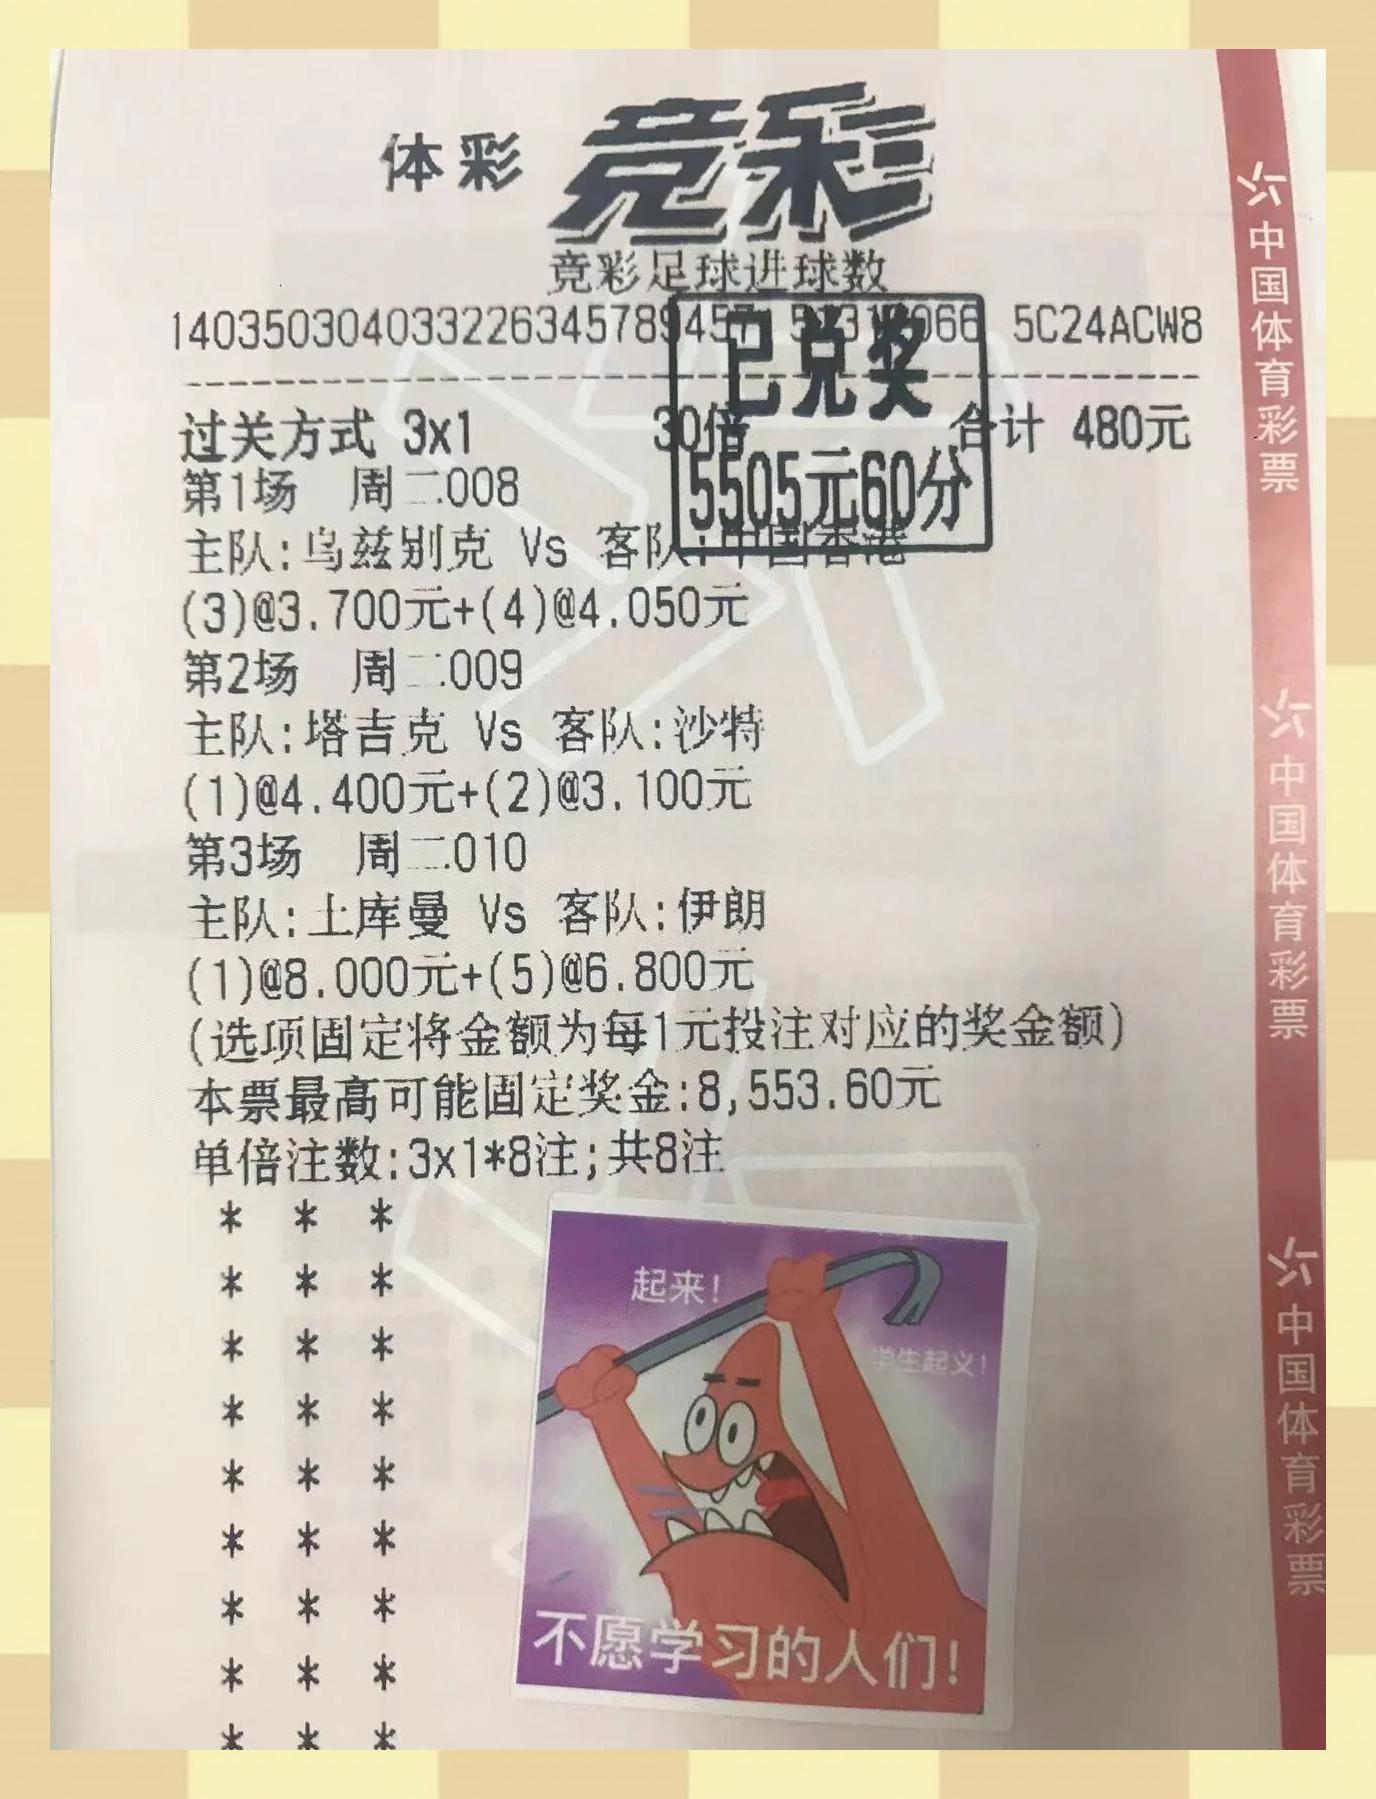 体彩 竞彩
竞彩足球进球数
5C24ACW8
已兑奖
过关方式 3x1 30倍 合计 480元
5505元60分
第1场 周二008
主队:乌兹别克 Vs 客队:中国香港
(3)@3.700元+(4)@4.050元
第2场 周二009
主队:塔吉克 Vs 客队:沙特
(1)@4.400元+(2)@3.100元
第3场 周二010
主队:土库曼 Vs 客队:伊朗
(1)@8.000元+(5)@6.800元
(选项固定将金额为每1元投注对应的奖金额)
本票最高可能固定奖金:8,553.60元
单倍注数:3x1*8注;共8注
* * *
* * *
* * *
* * *
* * *
* * *
* * *
* * *
* * *
起来!
学生起义!
不愿学习的人们!
中国体育彩票
中国体育彩票
中国体育彩票